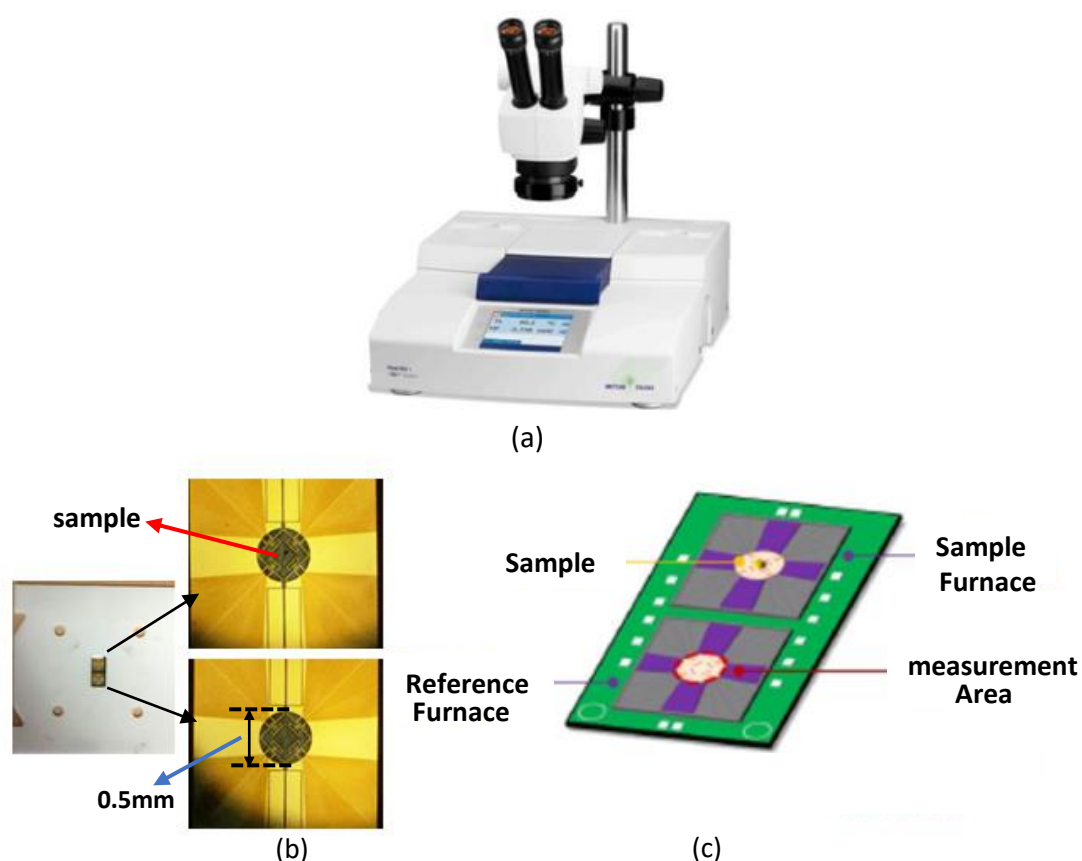 (a)
sample
0.5mm
(b)
Sample
Sample
Furnace
Reference
Furnace
measurement
Area
(c)